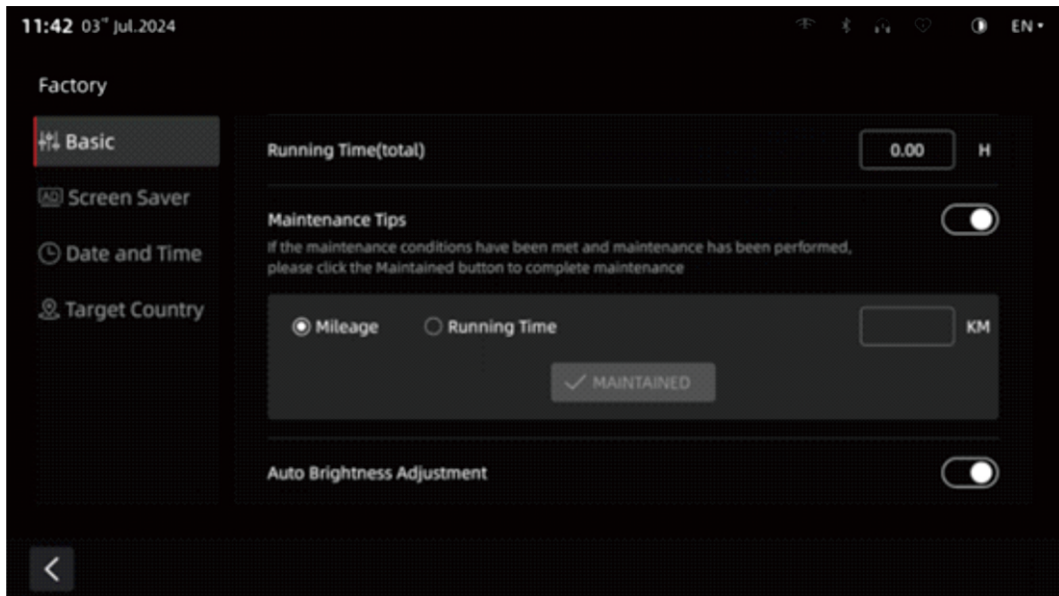 11:42 03rd Jul.2024
EN
Factory
Basic
Running Time(total)
0.00 H
AD Screen Saver
Maintenance Tips
If the maintenance conditions have been met and maintenance has been performed,
please click the Maintained button to complete maintenance
Date and Time
Target Country
Mileage Running Time KM
MAINTAINED
Auto Brightness Adjustment